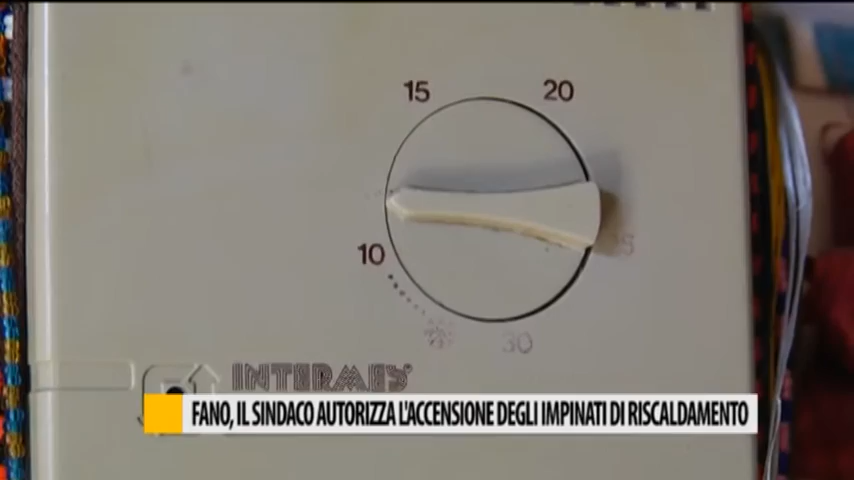 15 20
10
30
INTERMES
FANO, IL SINDACO AUTORIZZA L'ACCENSIONE DEGLI IMPINATI DI RISCALDAMENTO